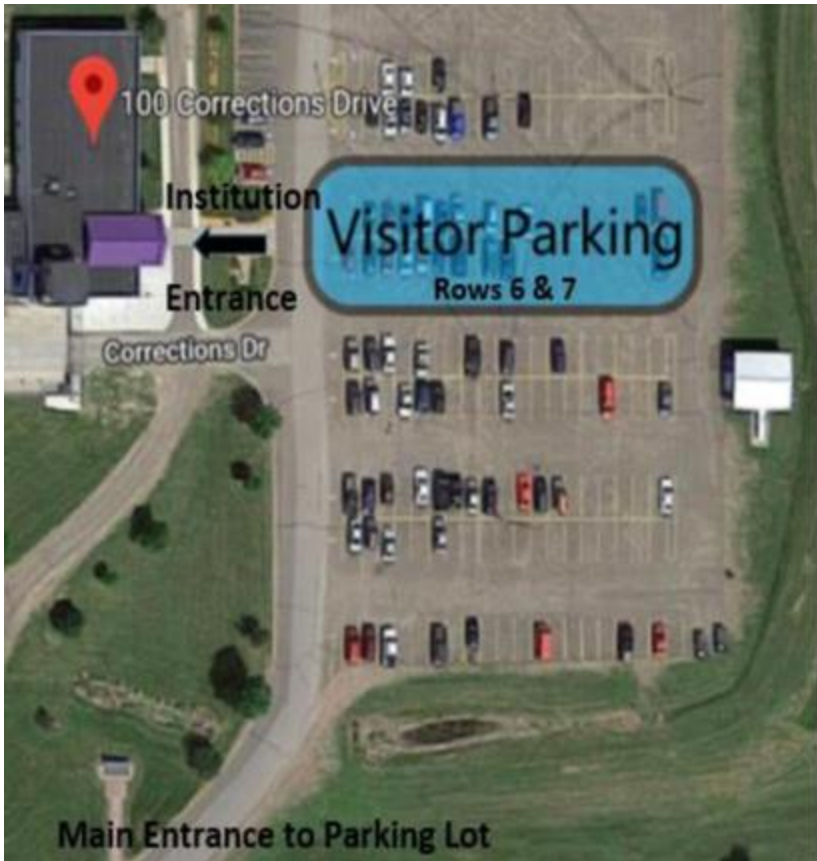 100 Corrections Drive
Institution
Visitor Parking
Rows 6 & 7
Entrance
Corrections Dr
Main Entrance to Parking Lot